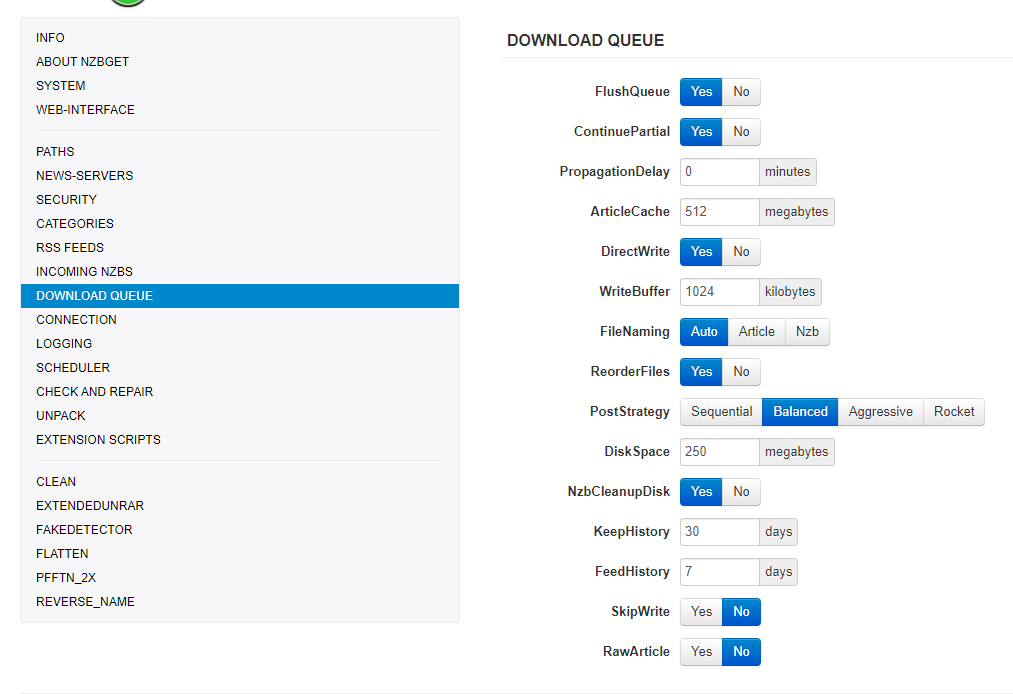 INFO
ABOUT NZBGET
SYSTEM
WEB-INTERFACE
PATHS
NEWS-SERVERS
SECURITY
CATEGORIES
RSS FEEDS
INCOMING NZBS
DOWNLOAD QUEUE
CONNECTION
LOGGING
SCHEDULER
CHECK AND REPAIR
UNPACK
EXTENSION SCRIPTS
CLEAN
EXTENDEDUNRAR
FAKEDETECTOR
FLATTEN
PFFTN_2X
REVERSE_NAME
DOWNLOAD QUEUE
FlushQueue Yes No
ContinuePartial Yes No
PropagationDelay 0 minutes
ArticleCache 512 megabytes
DirectWrite Yes No
WriteBuffer 1024 kilobytes
FileNaming Auto Article Nzb
ReorderFiles Yes No
PostStrategy Sequential Balanced Aggressive Rocket
DiskSpace 250 megabytes
NzbCleanupDisk Yes No
KeepHistory 30 days
FeedHistory 7 days
SkipWrite Yes No
RawArticle Yes No